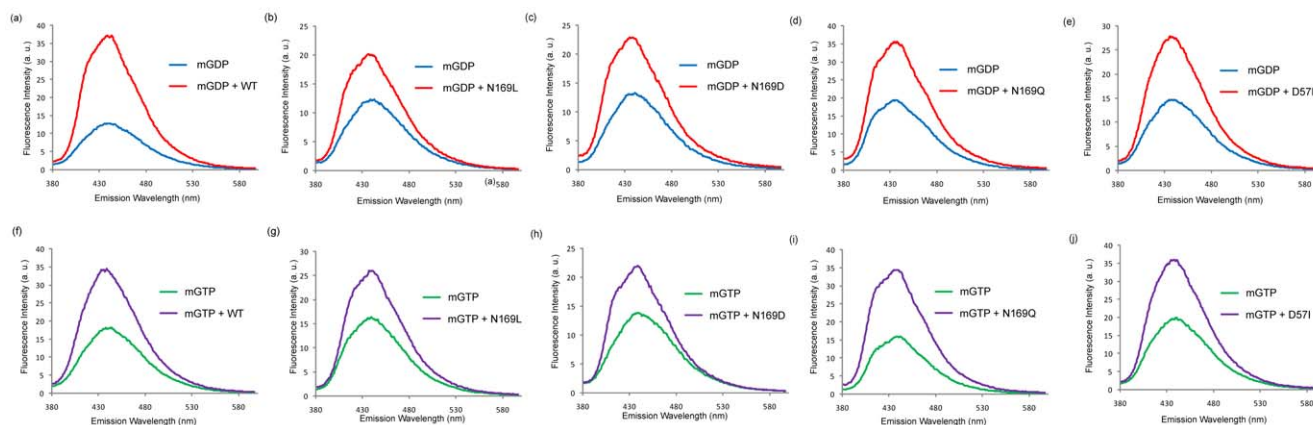 (a)
40
35
30
25
20
15
10
5
0
380 430 480 530 580
Fluorescence Intensity (a. u.)
Emission Wavelength (nm)
mGDP
mGDP + WT
(b)
25
20
15
10
5
0
380 430 480 530 (a) 580
Fluorescence Intensity (a. u.)
Emission Wavelength (nm)
mGDP
mGDP + N169L
(c)
25
20
15
10
5
0
380 430 480 530 580
Fluorescence Intensity (a. u.)
Emission Wavelength (nm)
mGDP
mGDP + N169D
(d)
40
35
30
25
20
15
10
5
0
380 430 480 530 580
Fluorescence Intensity (a. u.)
Emission Wavelength (nm)
mGDP
mGDP + N169Q
(e)
30
25
20
15
10
5
0
380 430 480 530 580
Fluorescence Intensity (a. u.)
Emission Wavelength (nm)
mGDP
mGDP + D57I
(f)
40
35
30
25
20
15
10
5
0
380 430 480 530 580
Fluorescence Intensity (a. u.)
Emission Wavelength (nm)
mGTP
mGTP + WT
(g)
30
25
20
15
10
5
0
380 430 480 530 580
Fluorescence Intensity (a. u.)
Emission Wavelength (nm)
mGTP
mGTP + N169L
(h)
25
20
15
10
5
0
380 430 480 530 580
Fluorescence Intensity (a. u.)
Emission Wavelength (nm)
mGTP
mGTP + N169D
(i)
40
35
30
25
20
15
10
5
0
380 430 480 530 580
Fluorescence Intensity (a. u.)
Emission Wavelength (nm)
mGTP
mGTP + N169Q
(j)
40
35
30
25
20
15
10
5
0
380 430 480 530 580
Fluorescence Intensity (a. u.)
Emission Wavelength (nm)
mGTP
mGTP + D57I